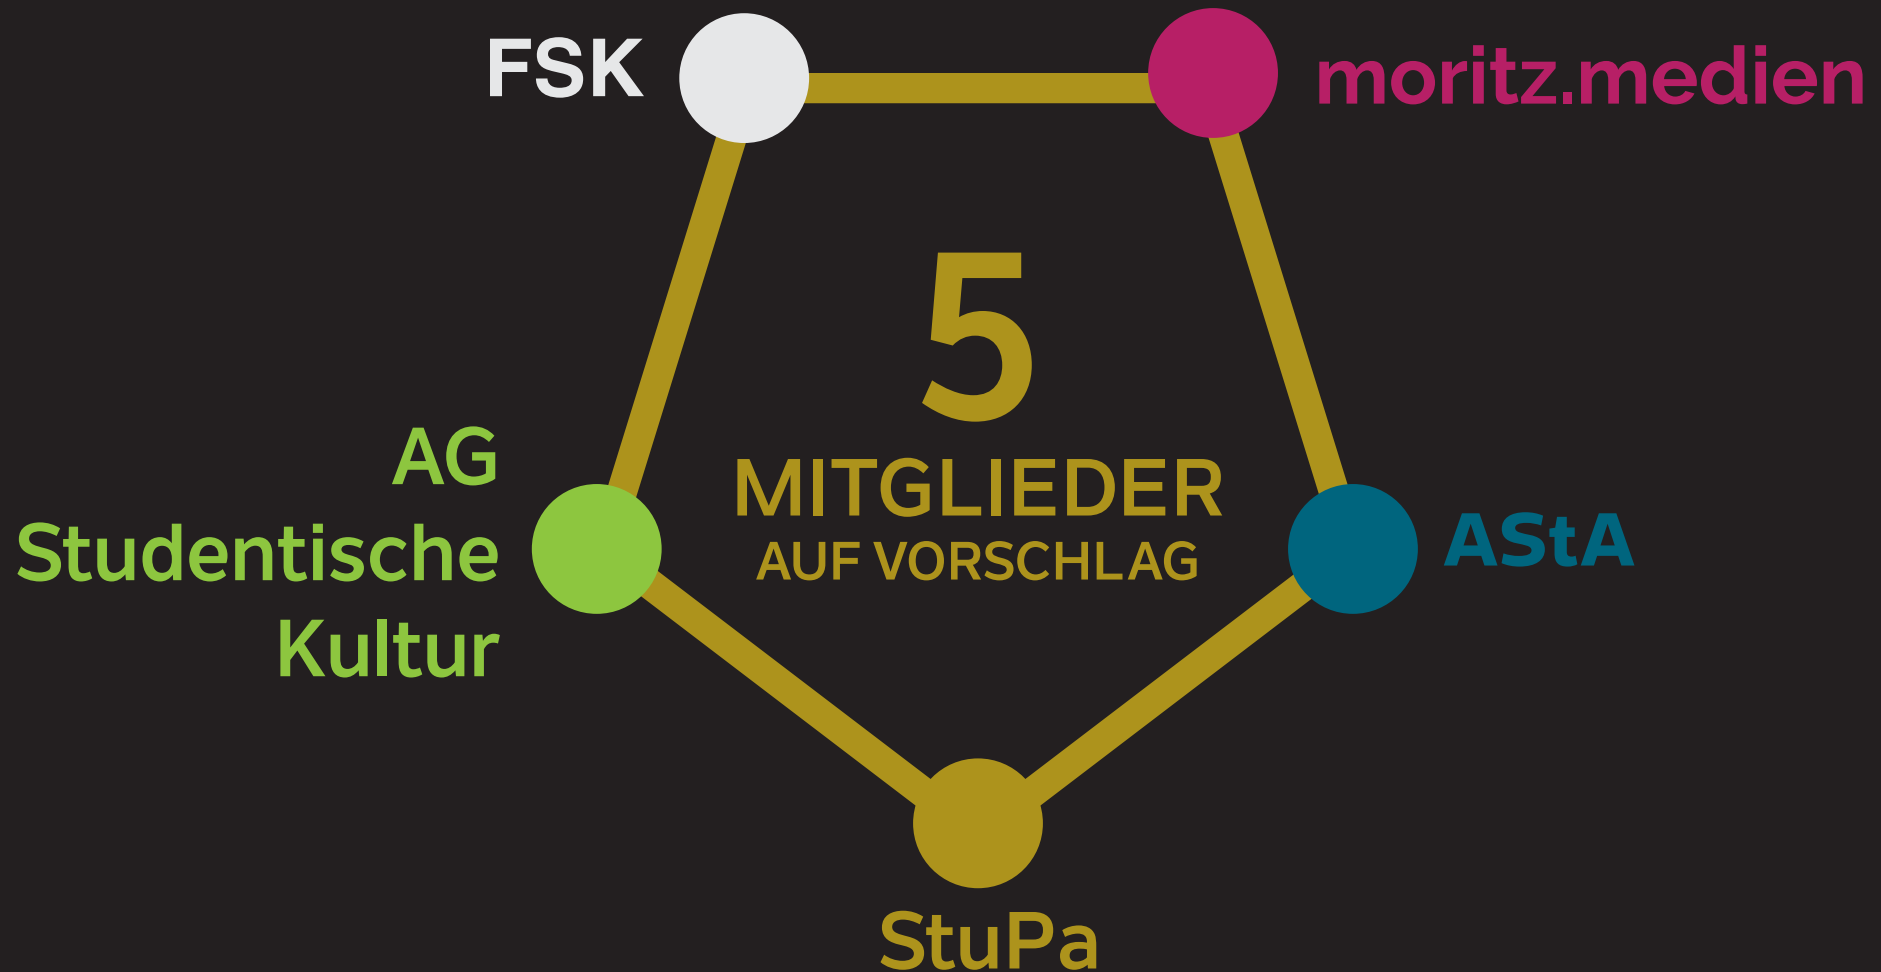 FSK
moritz.medien
5
MITGLIEDER
AUF VORSCHLAG
AG
Studentische
Kultur
AStA
StuPa